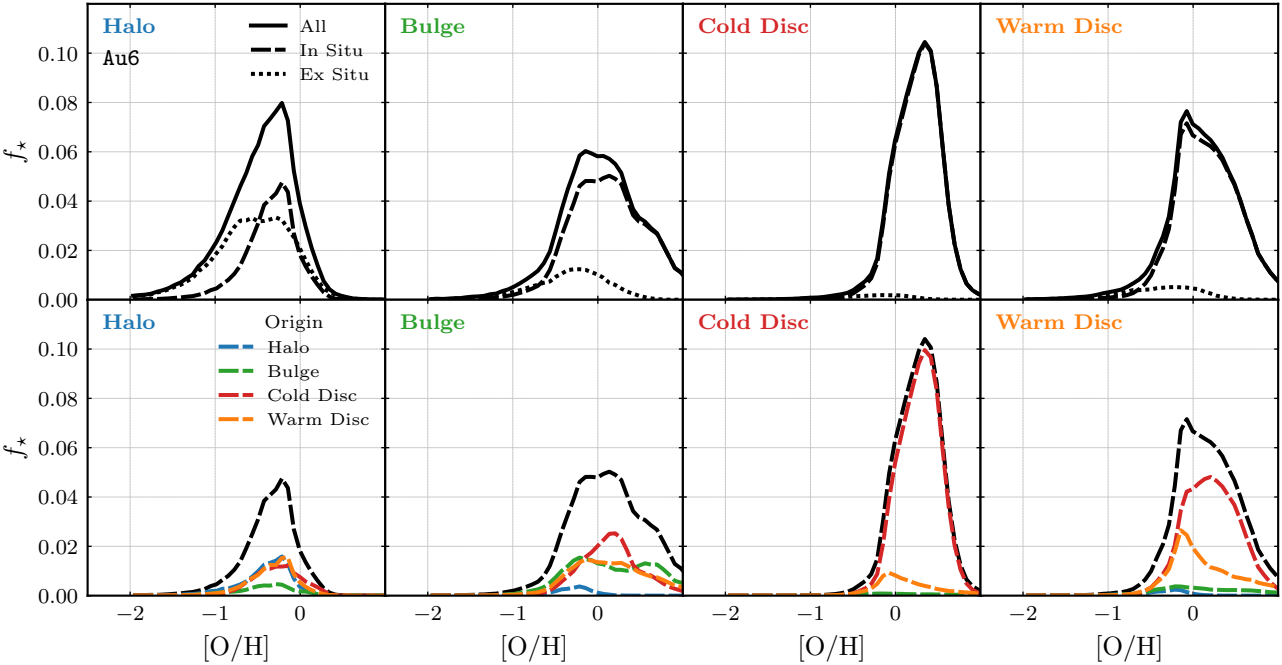 Halo
Au6
All
In Situ
Ex Situ
Bulge
Cold Disc
Warm Disc
0.10
0.08
0.06
0.04
0.02
0.00
f⋆
Halo
Origin
Halo
Bulge
Cold Disc
Warm Disc
Bulge
Cold Disc
Warm Disc
0.10
0.08
0.06
0.04
0.02
0.00
f⋆
−2 −1 0
−2 −1 0
−2 −1 0
−2 −1 0
[O/H]
[O/H]
[O/H]
[O/H]